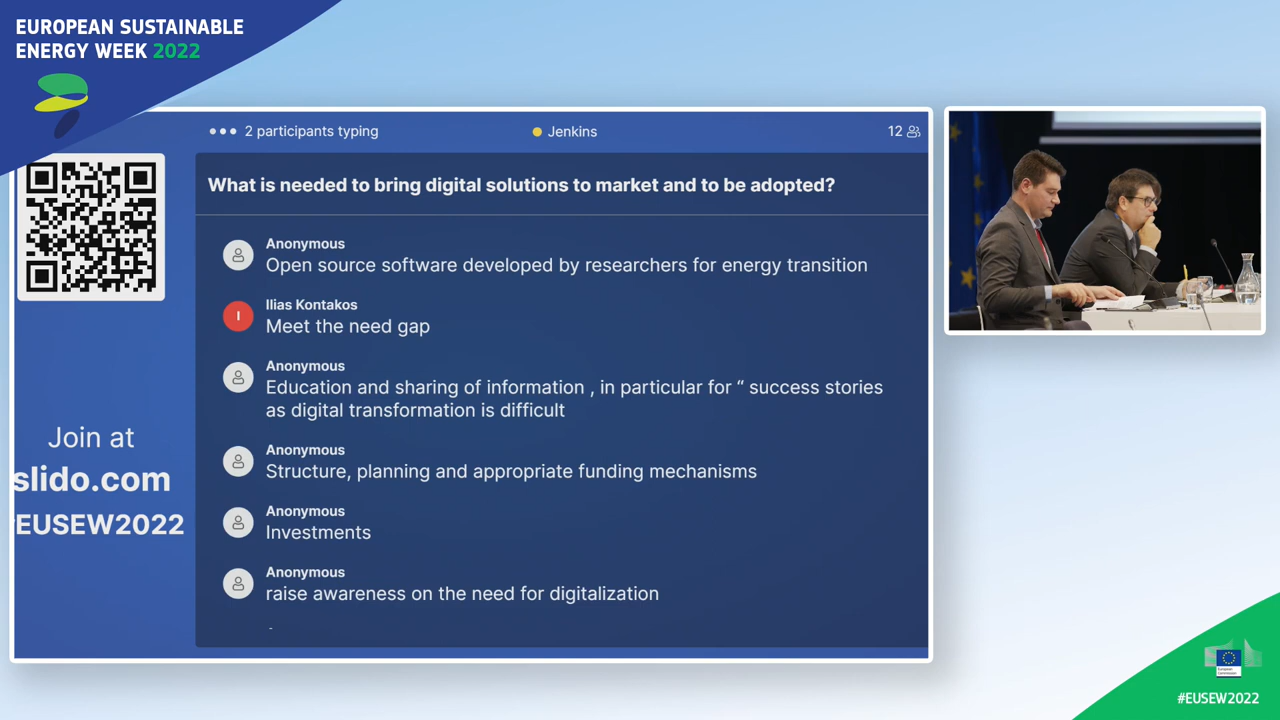 EUROPEAN SUSTAINABLE
ENERGY WEEK 2022
2 participants typing
Jenkins
12
What is needed to bring digital solutions to market and to be adopted?
Anonymous
Open source software developed by researchers for energy transition
I
Ilias Kontakos
Meet the need gap
Anonymous
Education and sharing of information , in particular for “ success stories
as digital transformation is difficult
Anonymous
Structure, planning and appropriate funding mechanisms
Anonymous
Investments
Anonymous
raise awareness on the need for digitalization
Join at
slido.com
EUSEW2022
European
Commission
#EUSEW2022